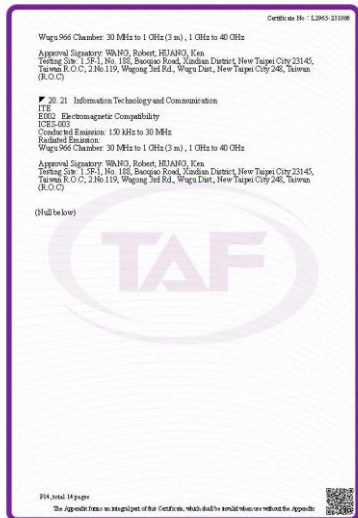 Certificate No : L2965-231006
Wugu 966 Chamber: 30 MHz to 1 GHz (3 m) , 1 GHz to 40 GHz
Approval Signatory: WANG, Robert; HUANG, Ken
Testing Site: 1.5F-1, No. 188, Baoqiao Road, Xindian District, New Taipei City 23145,
Taiwan R.O.C; 2.No.119, Wugong 3rd Rd., Wugu Dist., New Taipei City 248, Taiwan
(R.O.C)
20. 21 Information Technology and Communication
ITE
E002 Electromagnetic Compatibility
ICES-003
Conducted Emission: 150 kHz to 30 MHz
Radiated Emission:
Wugu 966 Chamber: 30 MHz to 1 GHz (3 m) , 1 GHz to 40 GHz
Approval Signatory: WANG, Robert; HUANG, Ken
Testing Site: 1.5F-1, No. 188, Baoqiao Road, Xindian District, New Taipei City 23145,
Taiwan R.O.C; 2.No.119, Wugong 3rd Rd., Wugu Dist., New Taipei City 248, Taiwan
(R.O.C)
(Null below)
TAF
P14, total 14 pages
The Appendix forms an integral part of this Certificate, which shall be invalid when use without the Appendix